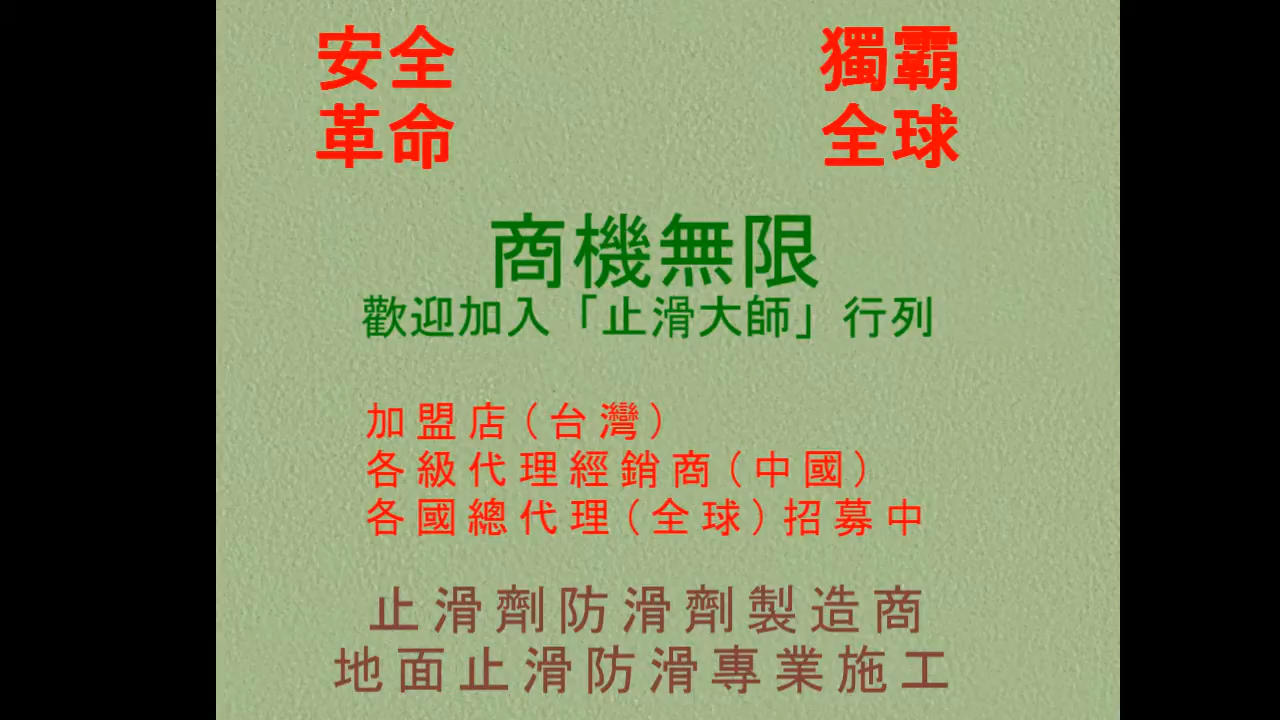 安全 獨霸
革命 全球
商機無限
歡迎加入「止滑大師」行列
加盟店(台灣)
各級代理經銷商(中國)
各國總代理(全球)招募中
止滑劑防滑劑製造商
地面止滑防滑專業施工